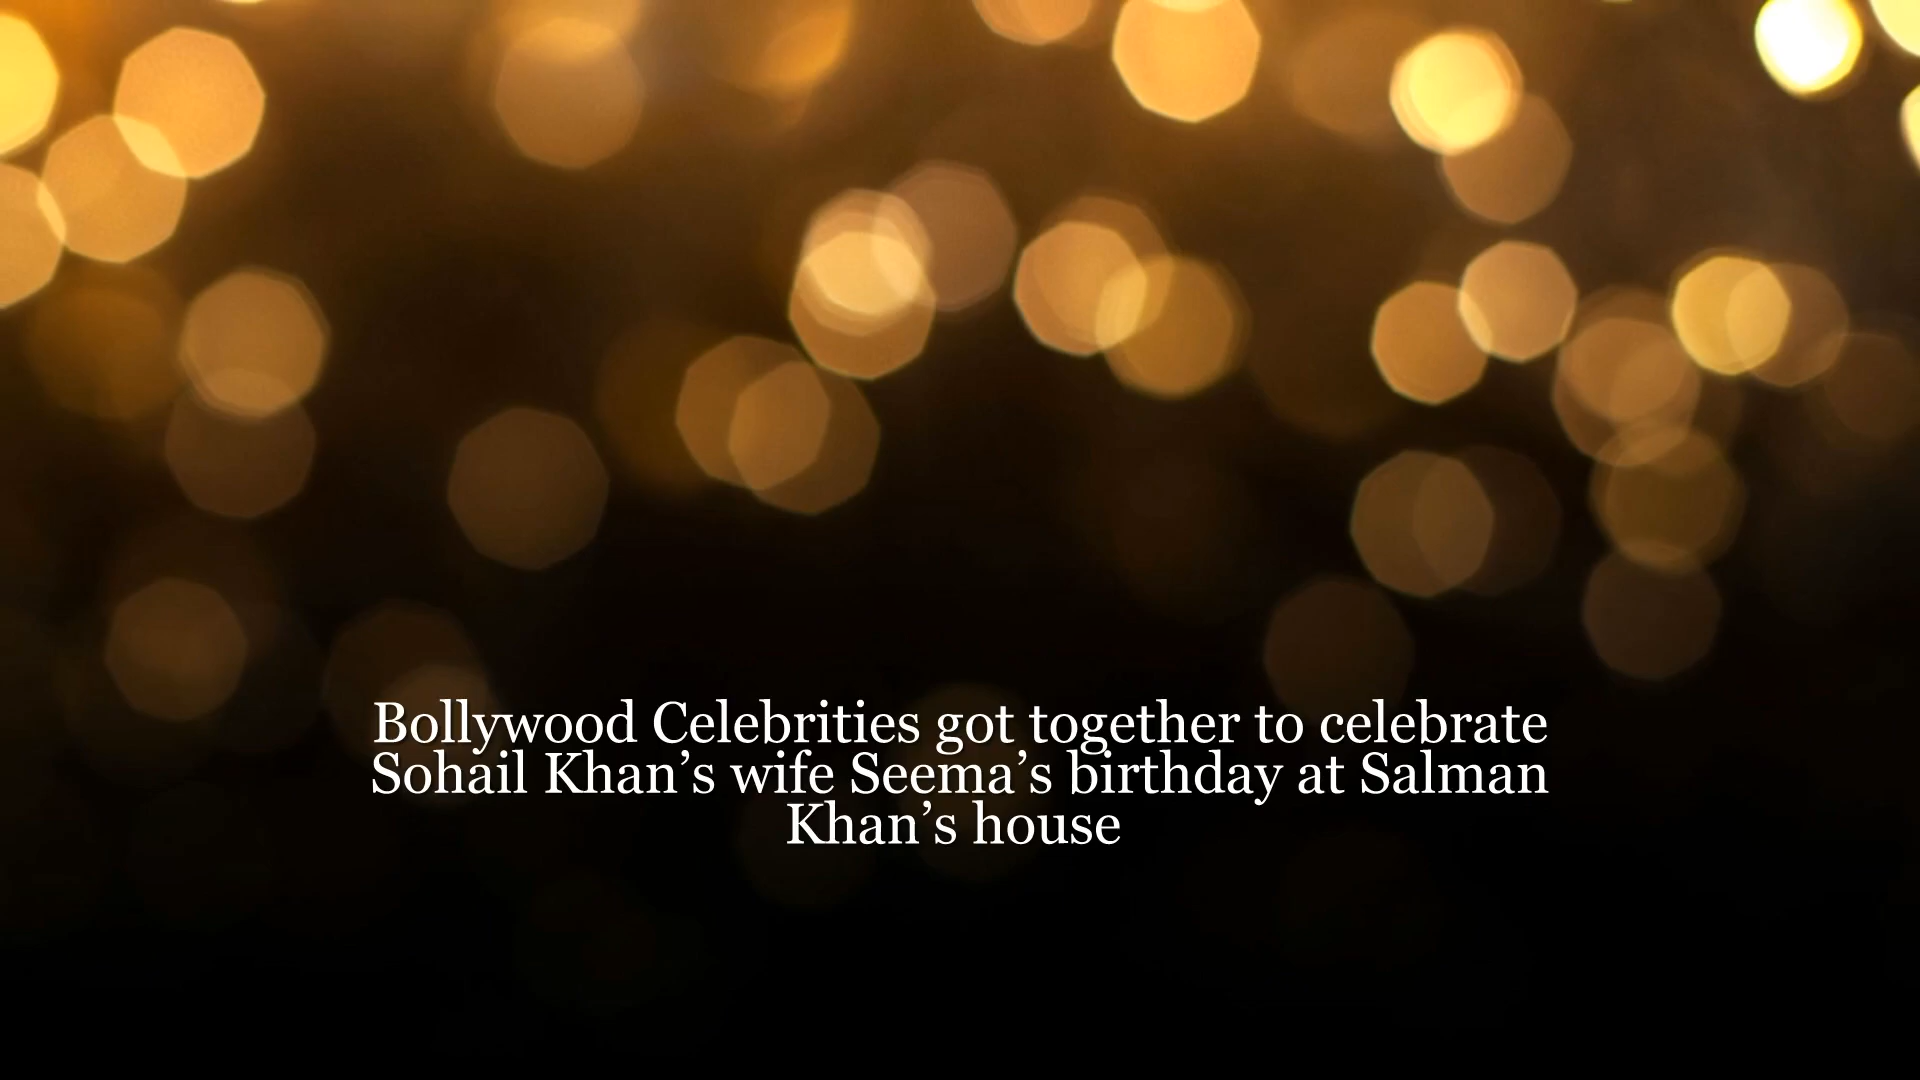 Bollywood Celebrities got together to celebrate
Sohail Khan’s wife Seema’s birthday at Salman
Khan’s house